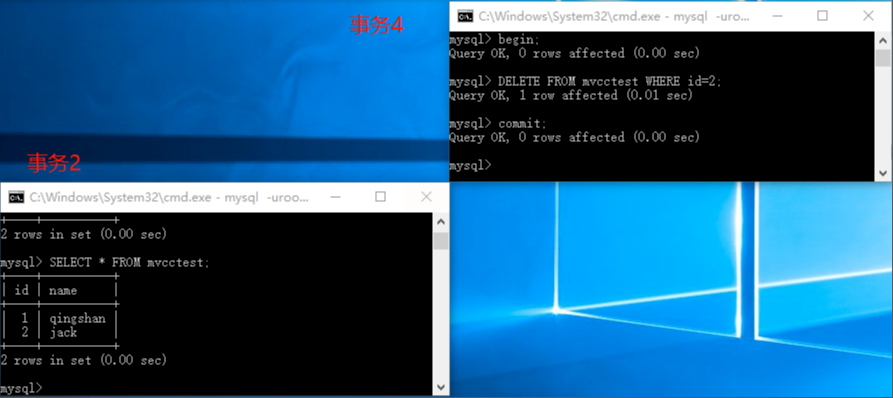 事务4
C:\Windows\System32\cmd.exe - mysql -uroo...
mysql> begin;
Query OK, 0 rows affected (0.00 sec)
mysql> DELETE FROM mvcctest WHERE id=2;
Query OK, 1 row affected (0.01 sec)
mysql> commit;
Query OK, 0 rows affected (0.00 sec)
mysql>
事务2
C:\Windows\System32\cmd.exe - mysql -uroo...
2 rows in set (0.00 sec)
mysql> SELECT * FROM mvcctest;
| id | name |
| 1 | qingshan |
| 2 | jack |
2 rows in set (0.00 sec)
mysql>